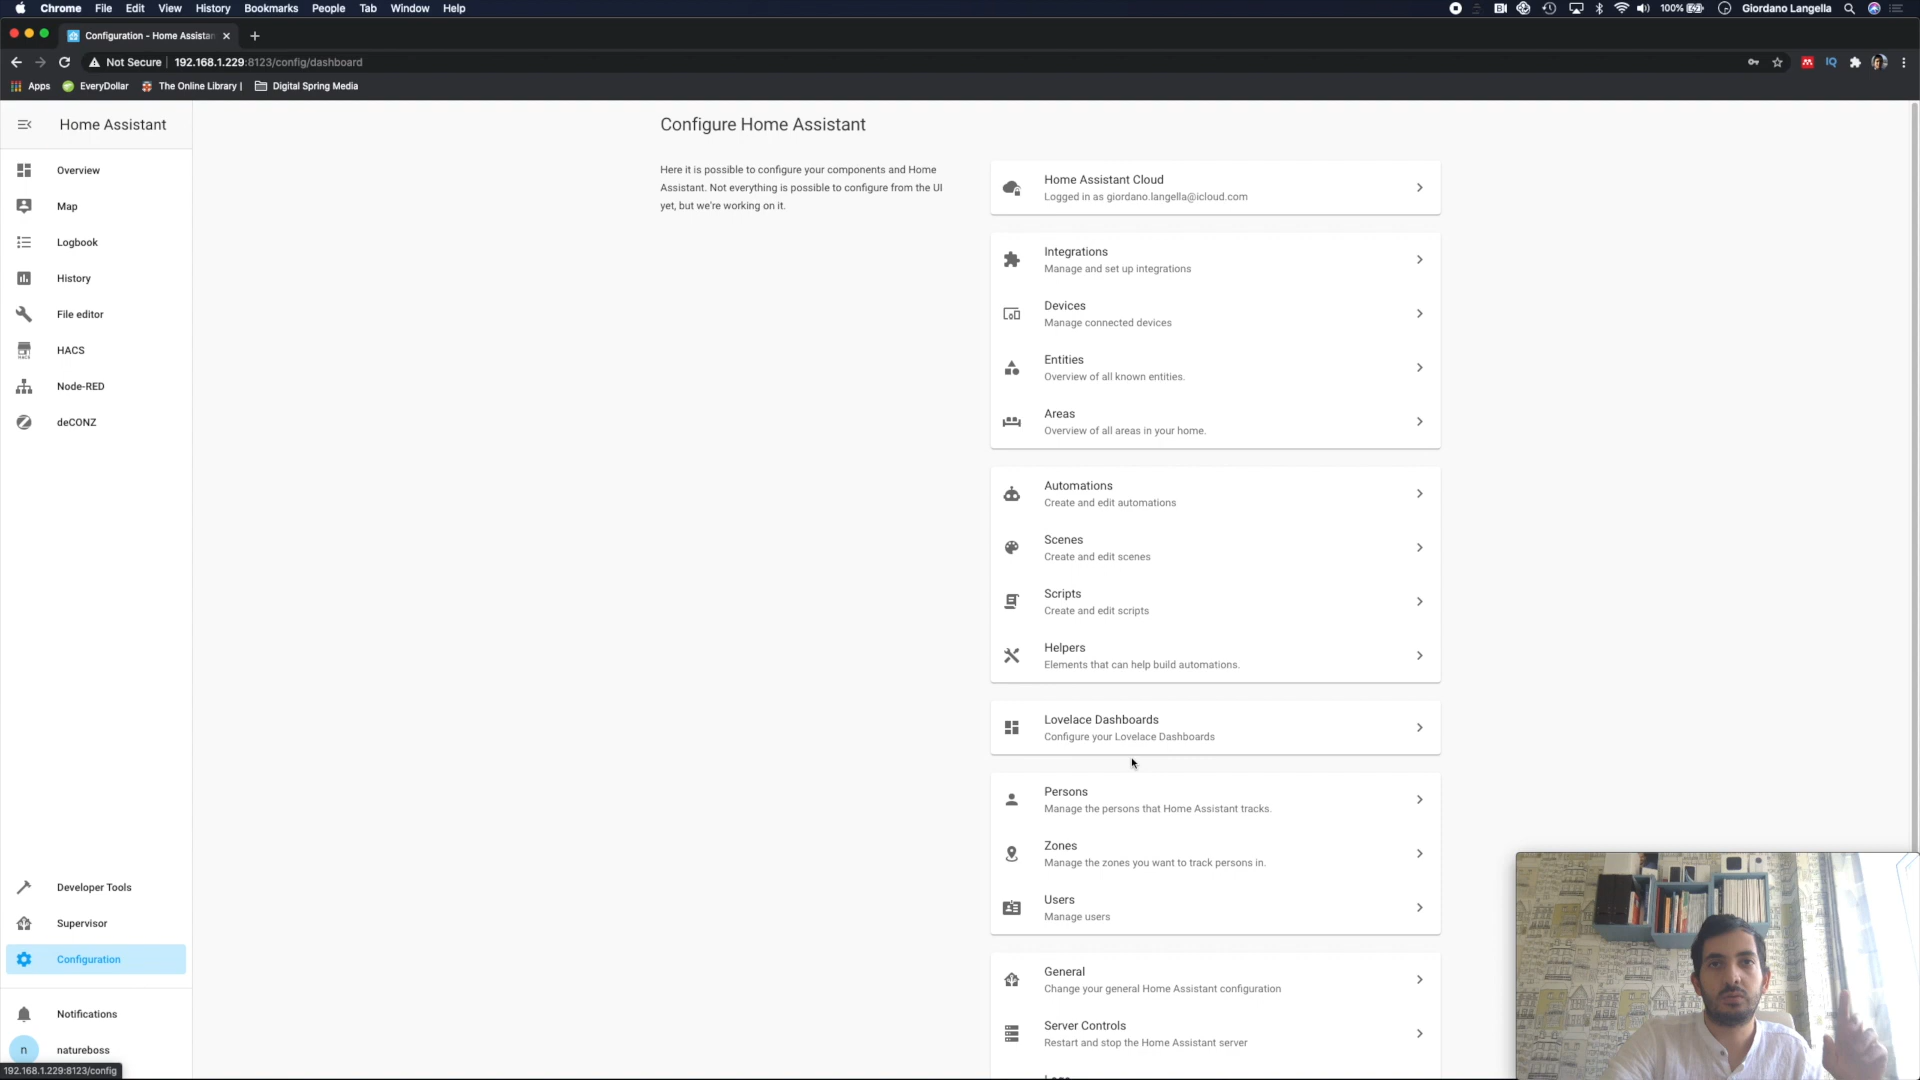 Chrome File Edit View History Bookmarks People Tab Window Help
100% Giordano Langella
Configuration - Home Assistan
Not Secure 192.168.1.229:8123/config/dashboard
IQ
Apps EveryDollar The Online Library | Digital Spring Media
Home Assistant
Overview
Map
Logbook
History
File editor
HACS
Node-RED
deCONZ
Developer Tools
Supervisor
Configuration
Notifications
n natureboss
192.168.1.229:8123/config
Configure Home Assistant
Here it is possible to configure your components and Home
Assistant. Not everything is possible to configure from the UI
yet, but we're working on it.
Home Assistant Cloud
Logged in as giordano.langella@icloud.com
Integrations
Manage and set up integrations
Devices
Manage connected devices
Entities
Overview of all known entities.
Areas
Overview of all areas in your home.
Automations
Create and edit automations
Scenes
Create and edit scenes
Scripts
Create and edit scripts
Helpers
Elements that can help build automations.
Lovelace Dashboards
Configure your Lovelace Dashboards
Persons
Manage the persons that Home Assistant tracks.
Zones
Manage the zones you want to track persons in.
Users
Manage users
General
Change your general Home Assistant configuration
Server Controls
Restart and stop the Home Assistant server